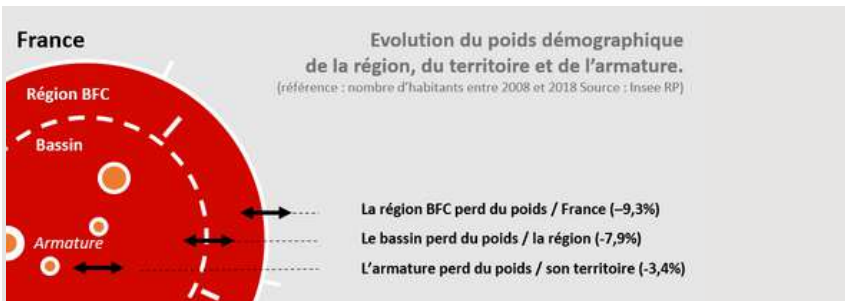 France
Evolution du poids démographique
de la région, du territoire et de l'armature.
(référence : nombre d'habitants entre 2008 et 2018 Source : Insee RP)
Région BFC
Bassin
Armature
La région BFC perd du poids / France (–9,3%)
Le bassin perd du poids / la région (-7,9%)
L'armature perd du poids / son territoire (-3,4%)